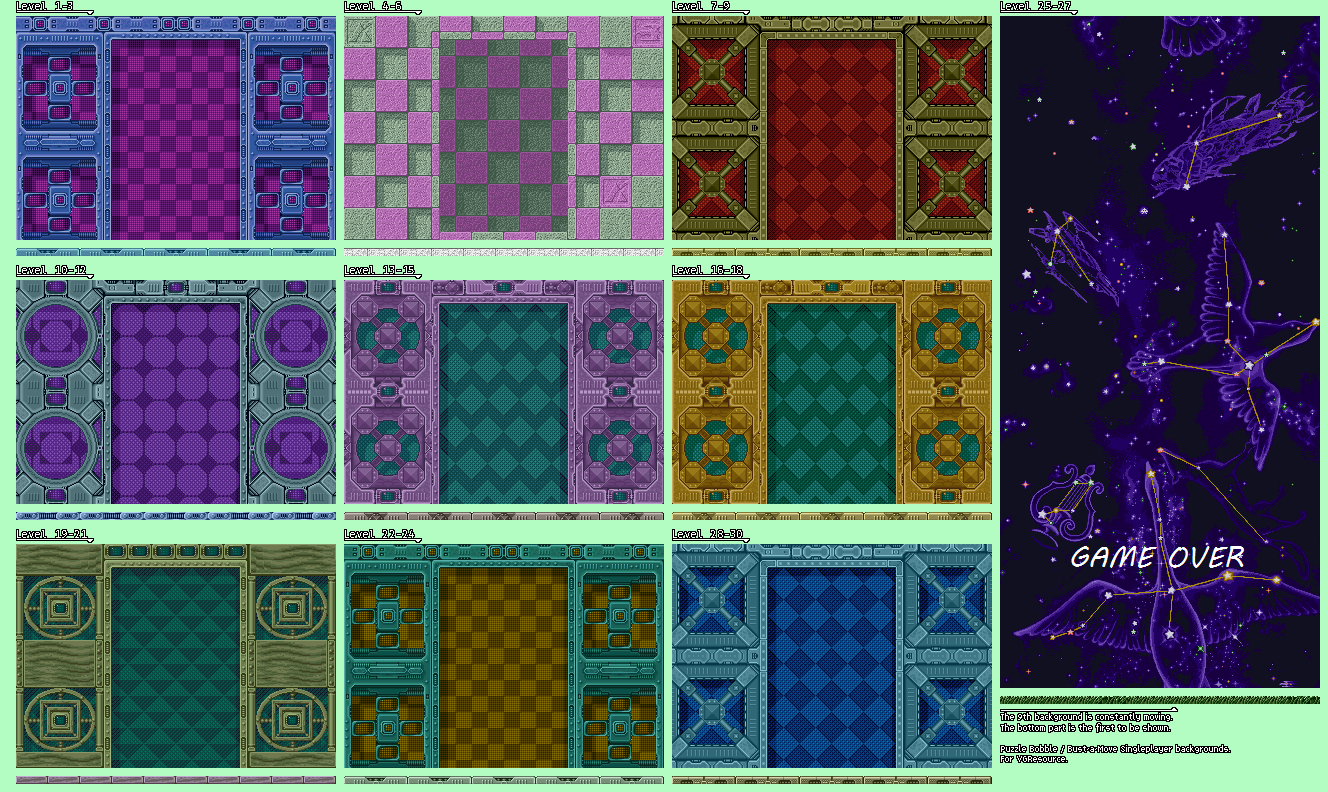 Level 1-3
Level 4-6
Level 7-9
Level 25-27
Level 10-12
Level 13-15
Level 16-18
Level 19-21
Level 22-24
Level 28-30
GAME OVER
The 9th background is constantly moving.
The bottom part is the first to be shown.
Puzzle Bobble / Bust-a-Move Singleplayer backgrounds.
For VGResource.